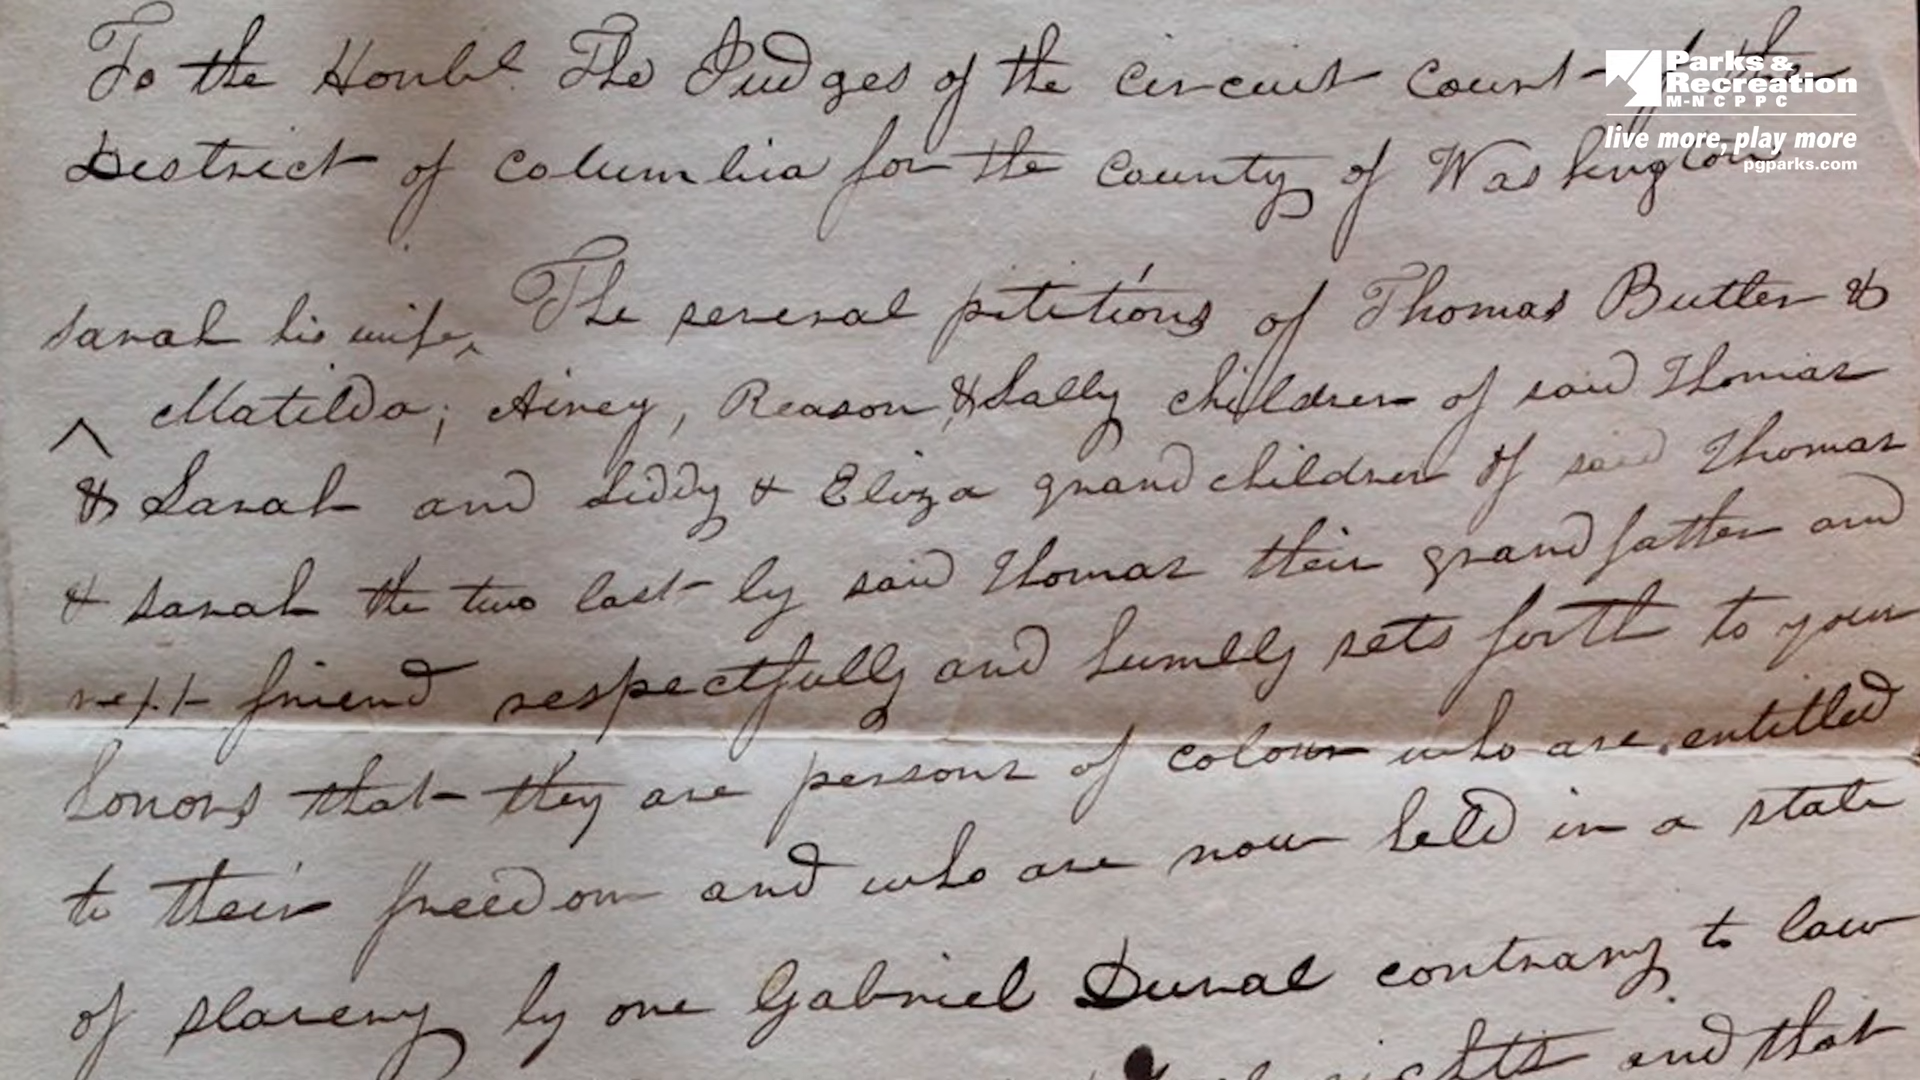 To the Honbl. The Judges of the circuit Court of the
District of Columbia for the County of Washington
The several petitions of Thomas Butler &
Sarah his wife,
Matilda; Ainey, Reason & Sally children of said Thomas
& Sarah and Liddy & Eliza grand children of said Thomas
& Sarah the two last by said Thomas their grand father and
next friend respectfully and humbly sets forth to your
honors that they are persons of colour who are entitled
to their freedom and who are now held in a state
of slavery by one Gabriel Duval contrary to law
rights and that
Parks &
Recreation
M-NCPPC
live more, play more
pgparks.com